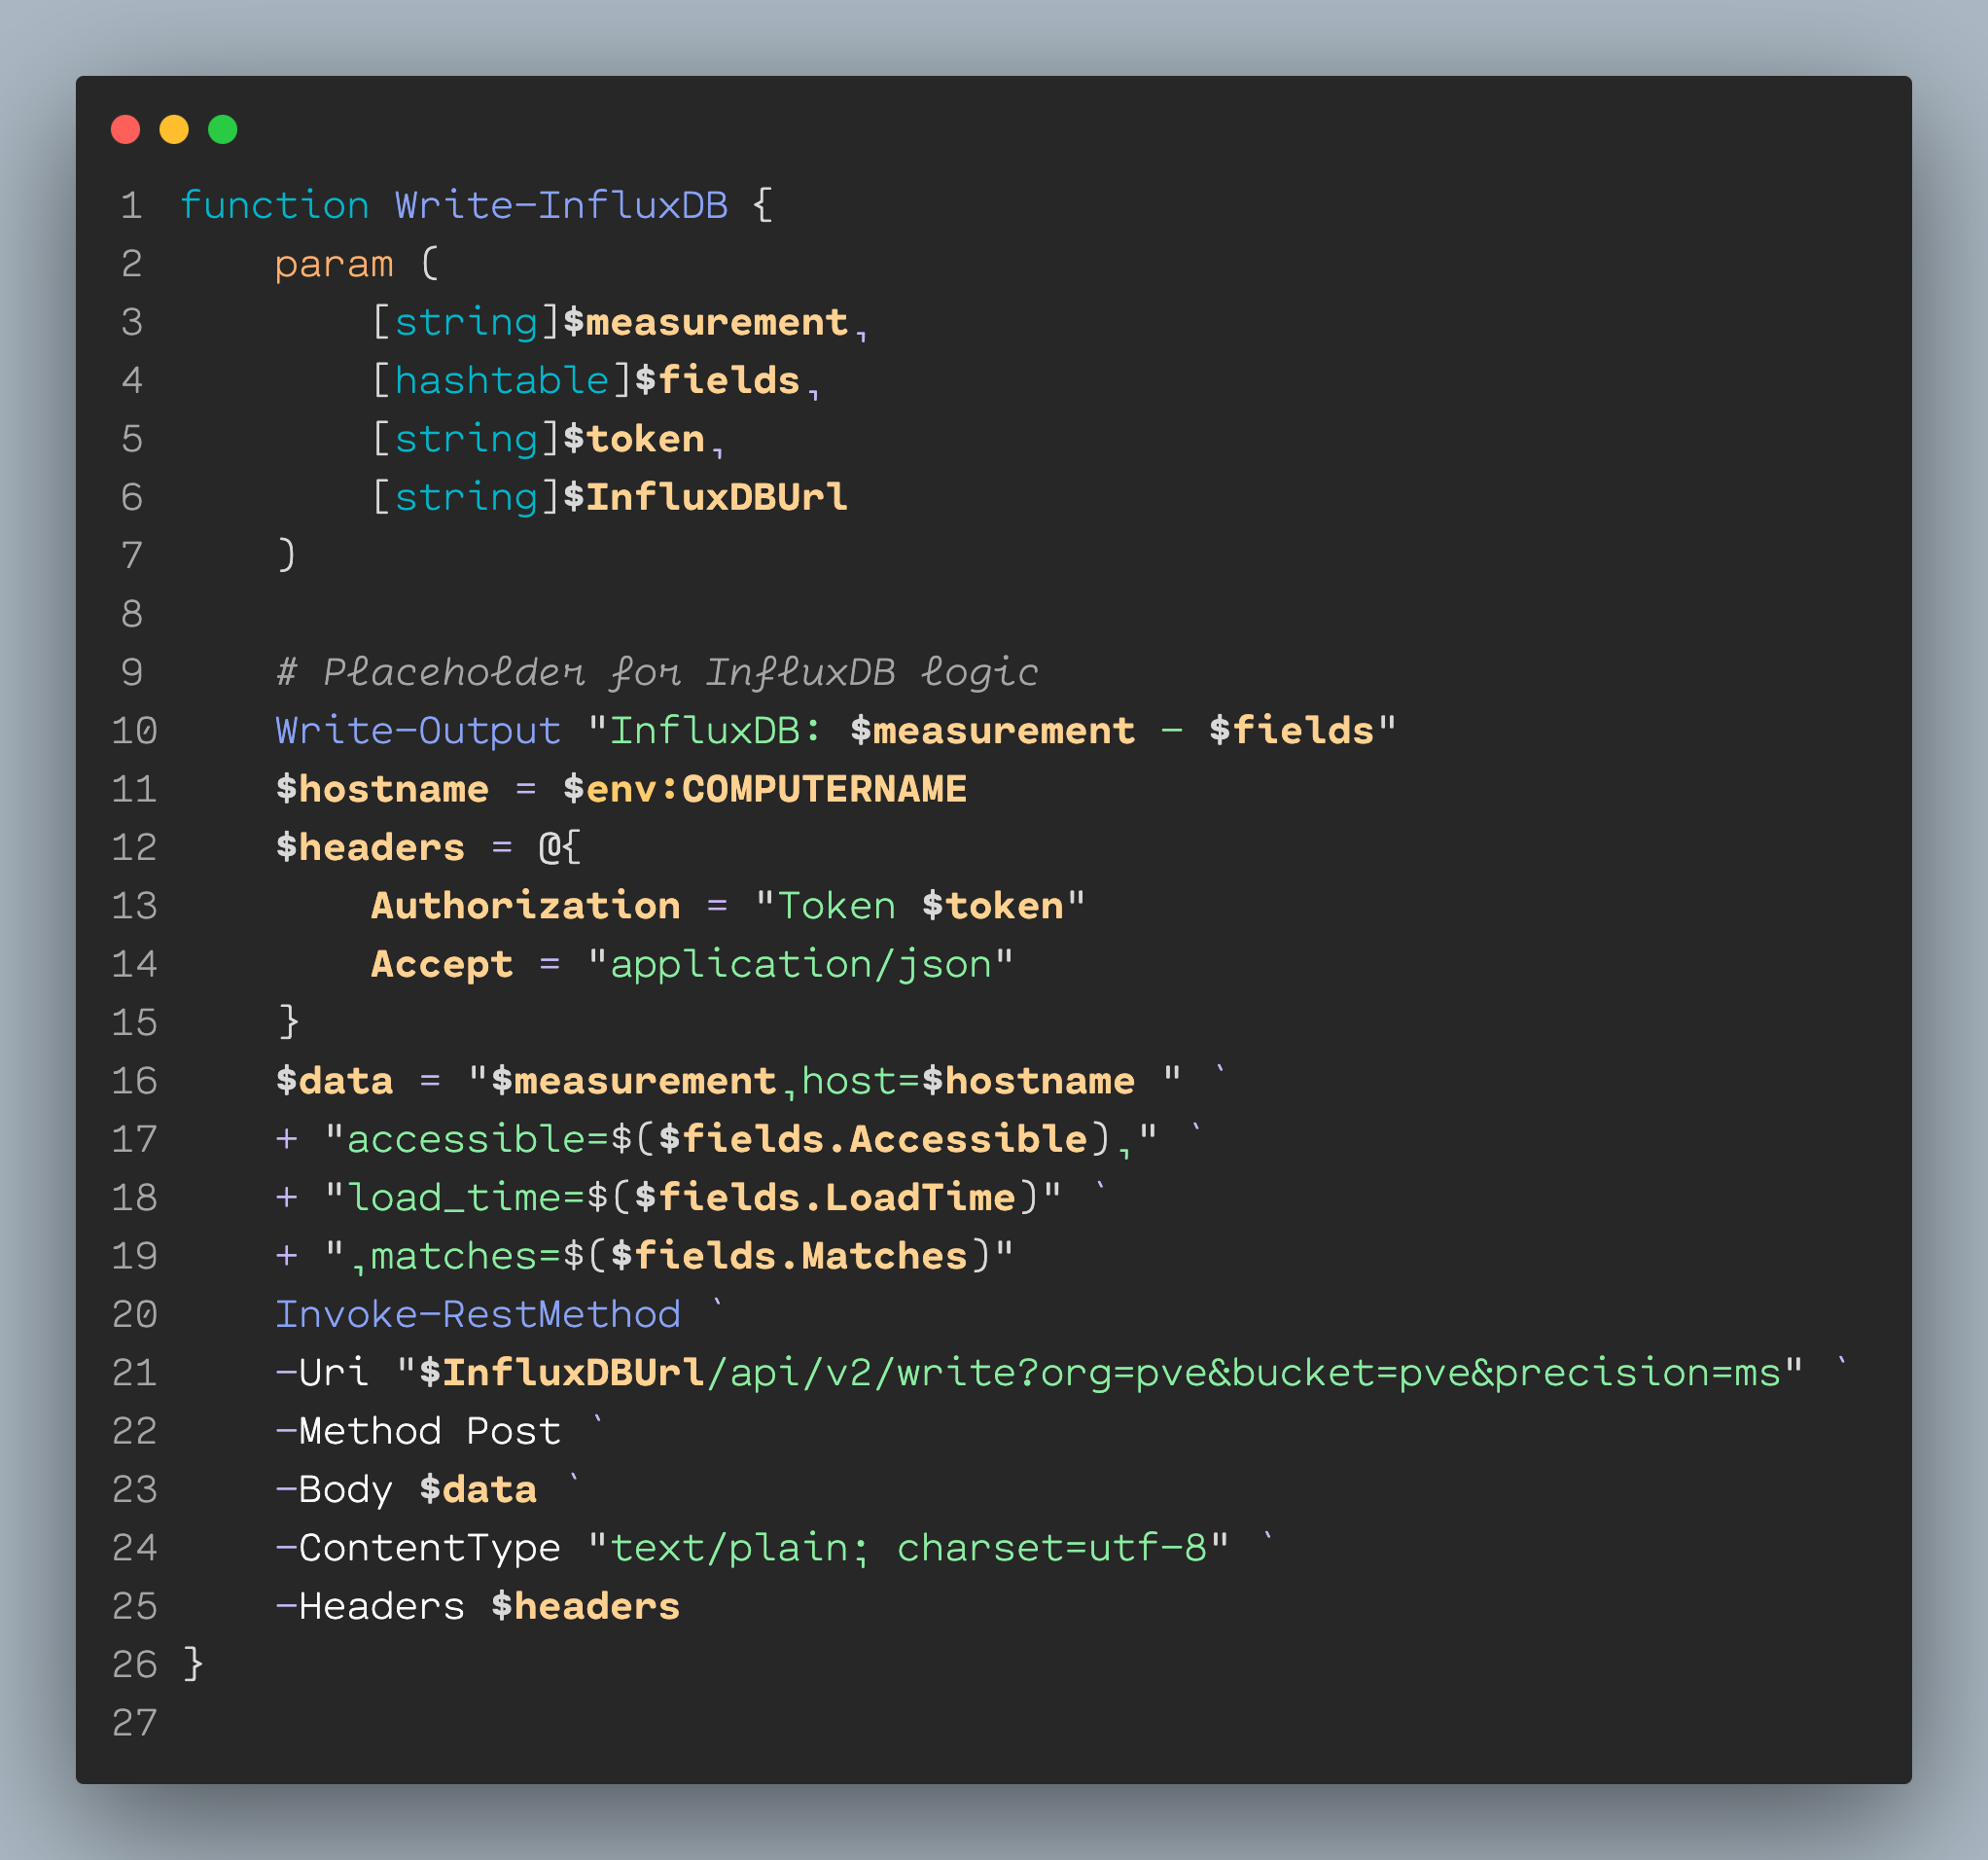 1 function Write-InfluxDB {
2     param (
3         [string]$measurement,
4         [hashtable]$fields,
5         [string]$token,
6         [string]$InfluxDBUrl
7     )
8
9     # Placeholder for InfluxDB logic
10     Write-Output "InfluxDB: $measurement - $fields"
11     $hostname = $env:COMPUTERNAME
12     $headers = @{
13         Authorization = "Token $token"
14         Accept = "application/json"
15     }
16     $data = "$measurement,host=$hostname " `
17     + "accessible=$($fields.Accessible)," `
18     + "load_time=$($fields.LoadTime)" `
19     + ",matches=$($fields.Matches)"
20     Invoke-RestMethod `
21     -Uri "$InfluxDBUrl/api/v2/write?org=pve&bucket=pve&precision=ms" `
22     -Method Post `
23     -Body $data `
24     -ContentType "text/plain; charset=utf-8" `
25     -Headers $headers
26 }
27